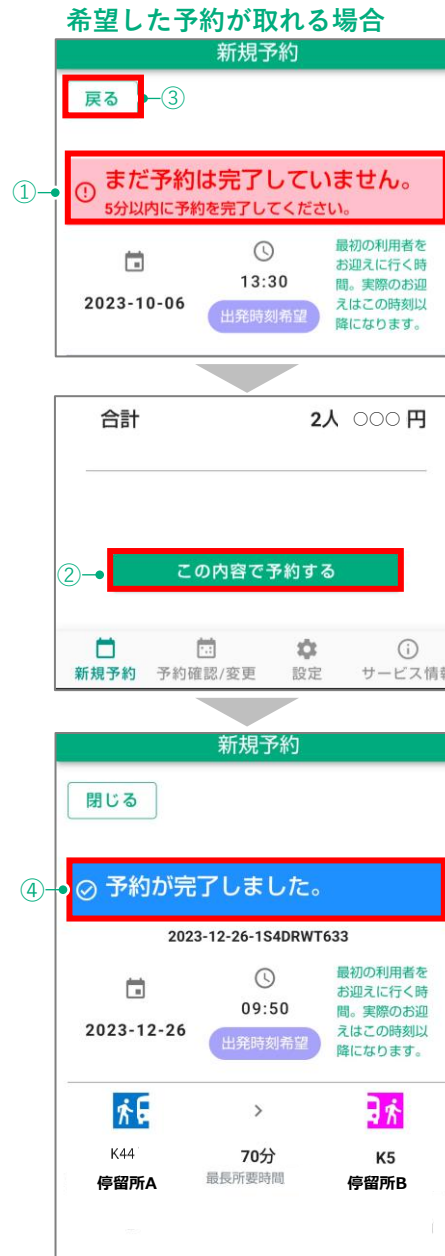 希望した予約が取れる場合
新規予約
戻る
③
①
まだ予約は完了していません。
5分以内に予約を完了してください。
2023-10-06
13:30
出発時刻希望
最初の利用者を
お迎えに行く時
間。実際のお迎
えはこの時刻以
降になります。
合計 2人 ○○○ 円
②
この内容で予約する
新規予約 予約確認/変更 設定 サービス情報
新規予約
閉じる
④
予約が完了しました。
2023-12-26-1S4DRWT633
2023-12-26
09:50
出発時刻希望
最初の利用者を
お迎えに行く時
間。実際のお迎
えはこの時刻以
降になります。
K44
停留所A
70分
最長所要時間
K5
停留所B